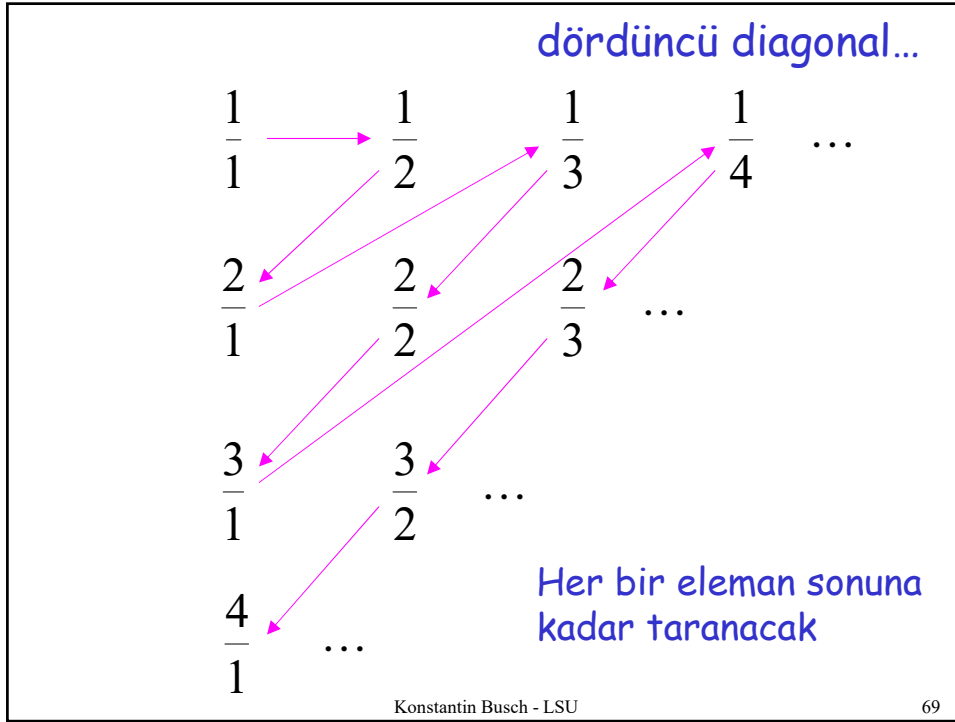 dördüncü diagonal…
1/1 1/2 1/3 1/4 …
2/1 2/2 2/3 …
3/1 3/2 …
4/1 …
Her bir eleman sonuna
kadar taranacak
Konstantin Busch - LSU 69